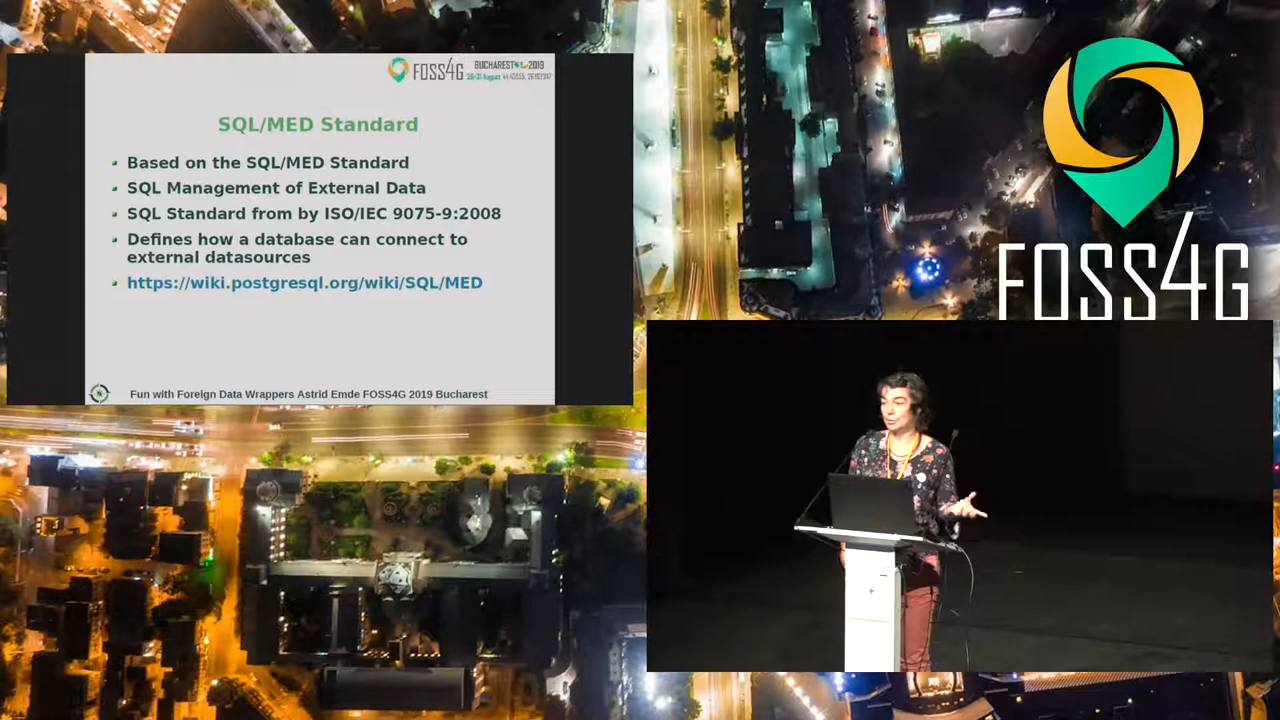 FOSS4G BUCHAREST 2019
26-31 August
SQL/MED Standard
Based on the SQL/MED Standard
SQL Management of External Data
SQL Standard from by ISO/IEC 9075-9:2008
Defines how a database can connect to
external datasources
https://wiki.postgresql.org/wiki/SQL/MED
Fun with Foreign Data Wrappers Astrid Emde FOSS4G 2019 Bucharest
FOSS4G